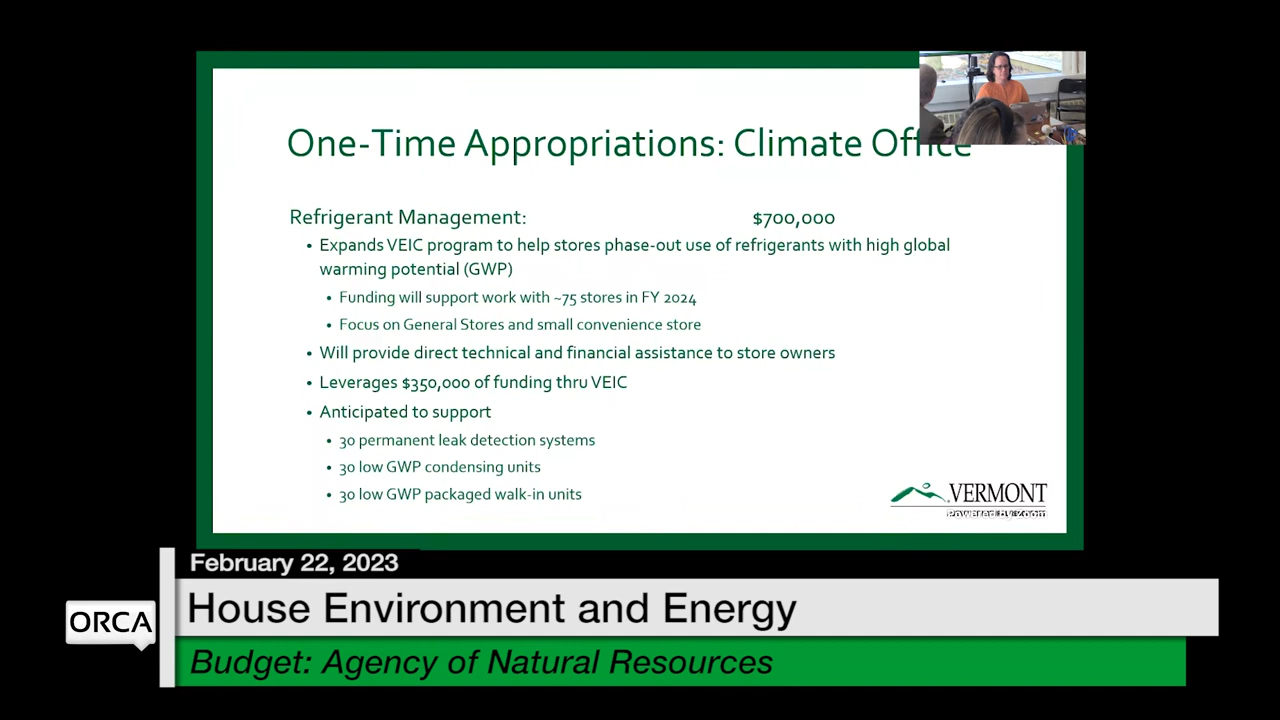 One-Time Appropriations: Climate Office
Refrigerant Management: $700,000
• Expands VEIC program to help stores phase-out use of refrigerants with high global
warming potential (GWP)
• Funding will support work with ~75 stores in FY 2024
• Focus on General Stores and small convenience store
• Will provide direct technical and financial assistance to store owners
• Leverages $350,000 of funding thru VEIC
• Anticipated to support
• 30 permanent leak detection systems
• 30 low GWP condensing units
• 30 low GWP packaged walk-in units
VERMONT
Powered by Zoom
February 22, 2023
House Environment and Energy
ORCA
Budget: Agency of Natural Resources